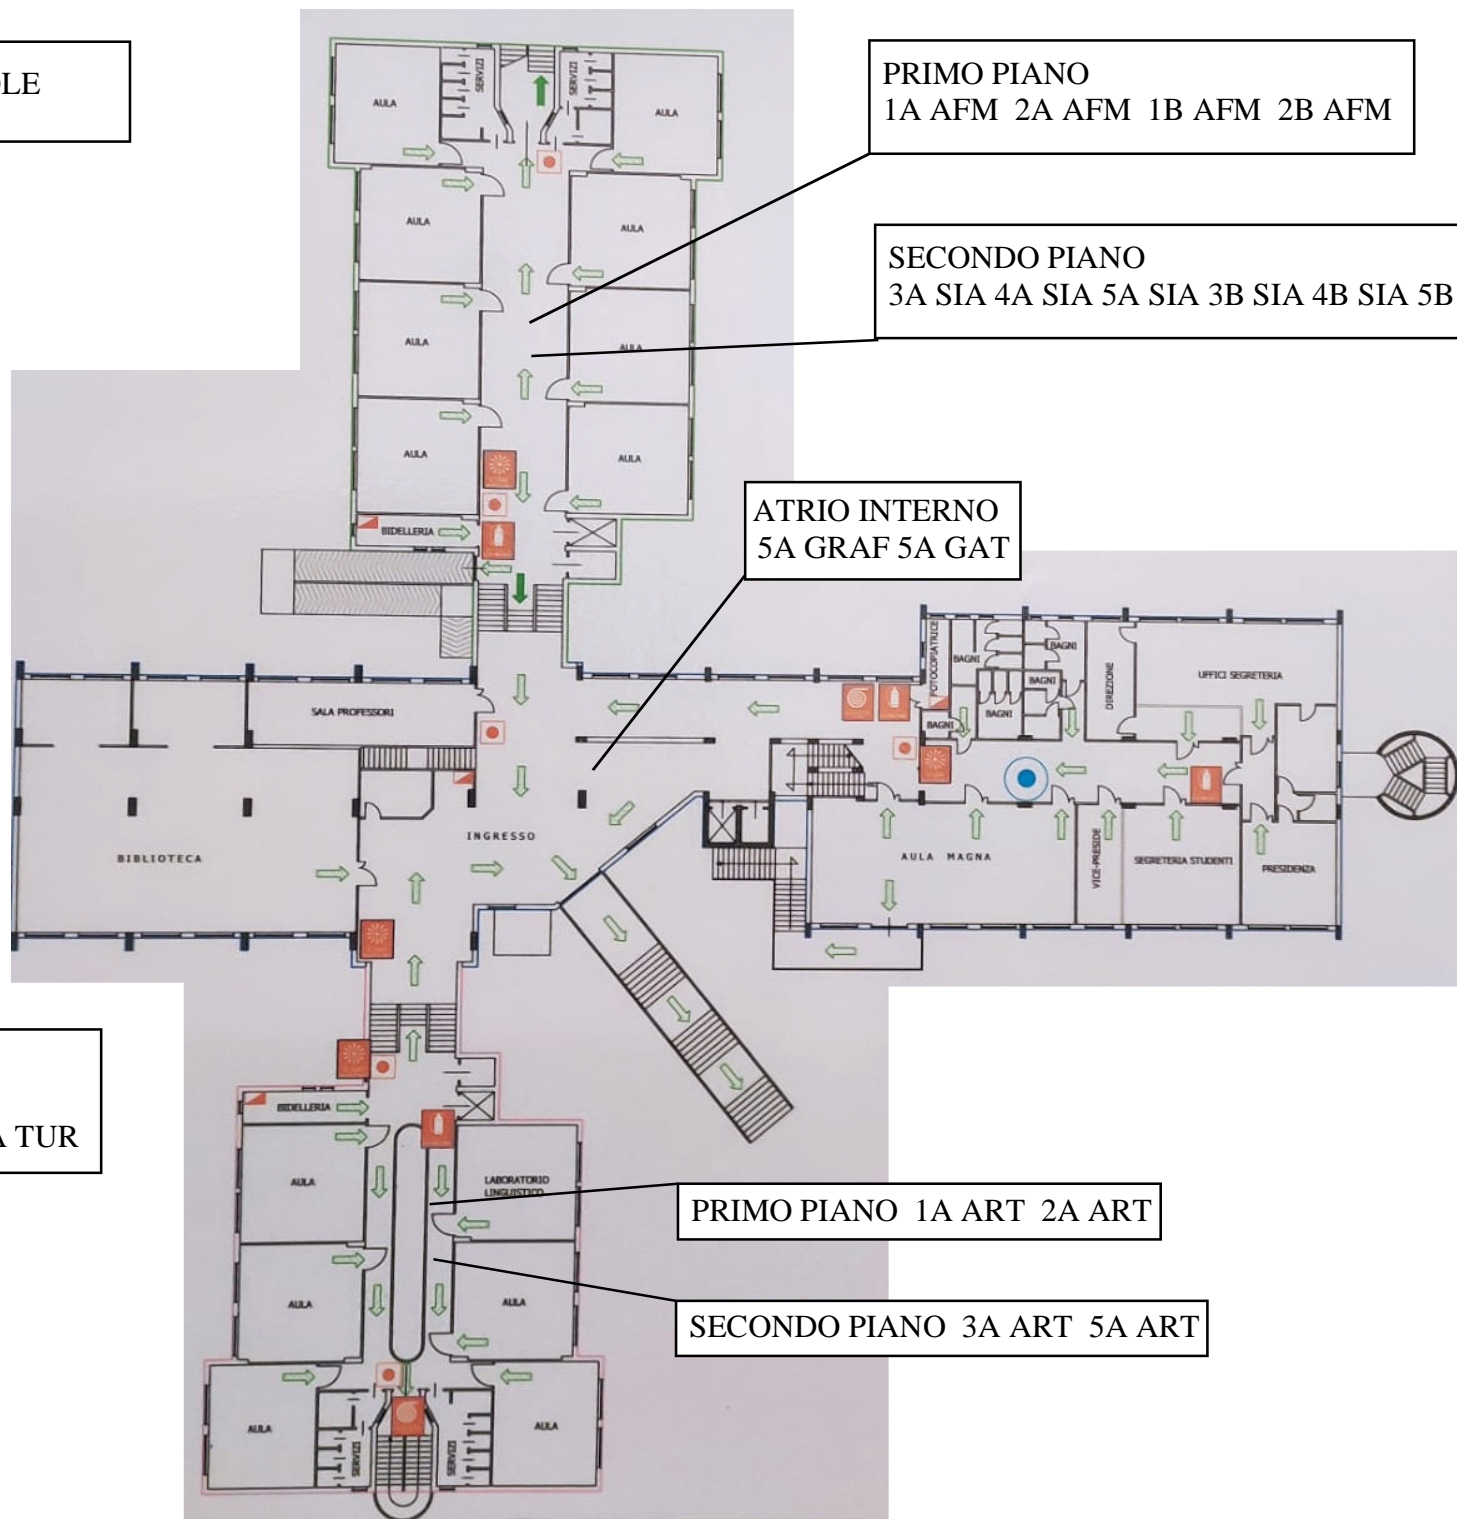 LE
PRIMO PIANO
1A AFM 2A AFM 1B AFM 2B AFM
SECONDO PIANO
3A SIA 4A SIA 5A SIA 3B SIA 4B SIA 5B
ATRIO INTERNO
5A GRAF 5A GAT
A TUR
PRIMO PIANO 1A ART 2A ART
SECONDO PIANO 3A ART 5A ART
AULA
SERVIZI
SERVIZI
AULA
AULA
AULA
AULA
AULA
AULA
AULA
BIDELLERIA
SALA PROFESSORI
BIBLIOTECA
INGRESSO
FOTOCOPIATRICE
BAGNI
BAGNI
BAGNI
BAGNI
BAGNI
DIREZIONE
UFFICI SEGRETERIA
AULA MAGNA
VICE-PRESIDE
SEGRETERIA STUDENTI
PRESIDENZA
BIDELLERIA
AULA
LABORATORIO
LINGUISTICO
AULA
AULA
AULA
SERVIZI
SERVIZI
AULA